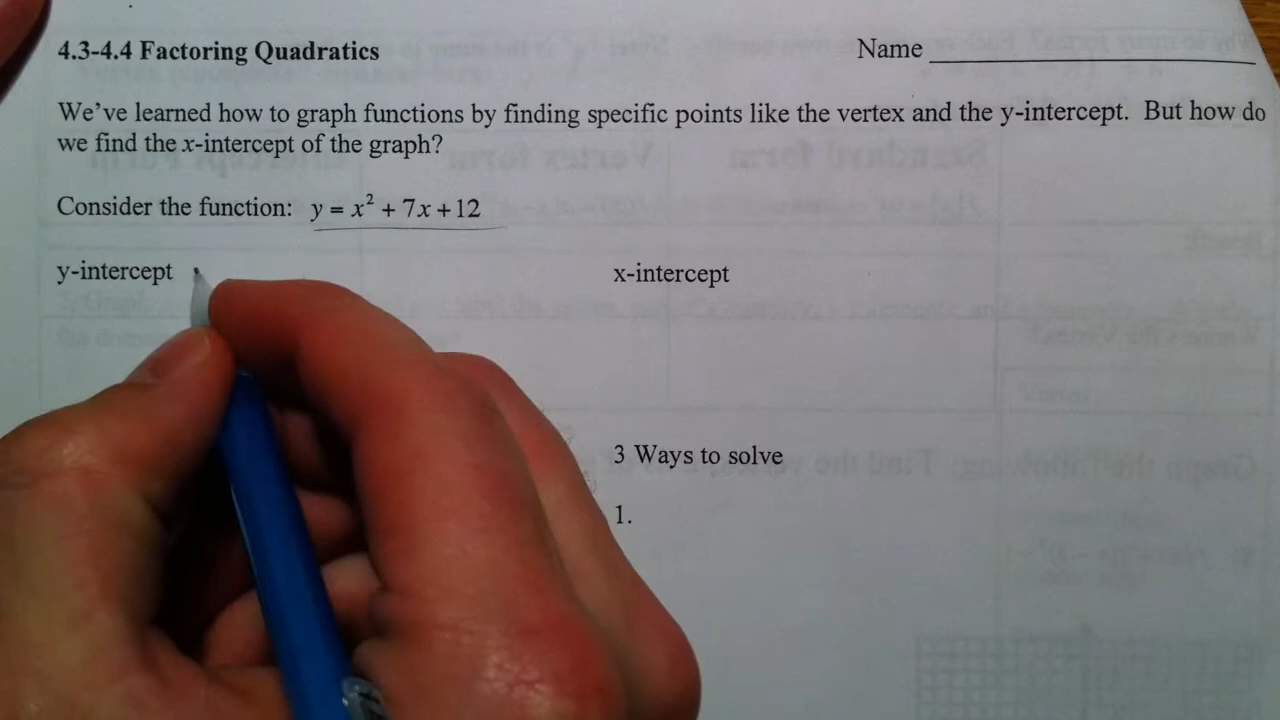 4.3-4.4 Factoring Quadratics Name
We've learned how to graph functions by finding specific points like the vertex and the y-intercept. But how do
we find the x-intercept of the graph?
Consider the function: y = x² + 7x + 12
y-intercept x-intercept
3 Ways to solve
1.